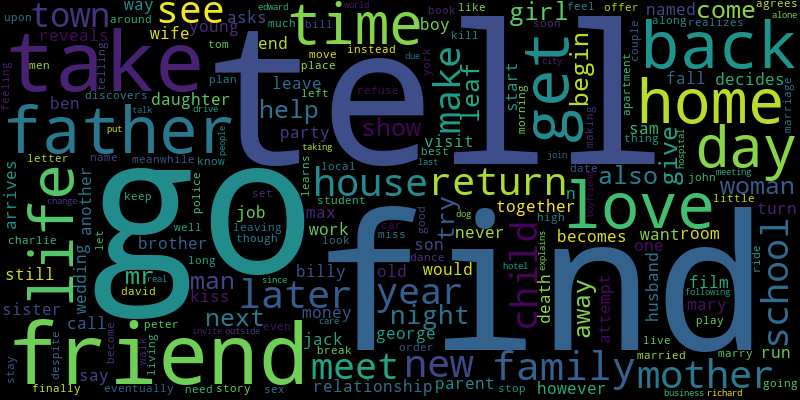 town
way
wife
see
time
young
asks
girl
named
around
much
bill
edward
like
upon
book
feel
soon
offer
world
agrees
alone
come
reveals
take
tell
get
begin
back
tom
end
boy
men
telling
discovers
plan
move
instead
place
kill
along
realizes
couple
city
due
york
feeling
ben
daughter
leave
left
refuse
make
leaf
start
morning
making
apartment
fall
decides
home
marriage
father
put
talk
drive
people
help
party
show
taking
visit
sam
thing
day
letter
name
meanwhile
know
learns
local
best
last
join
give
john
hospital
meeting
life
arrives
another
wedding
keep
go
police
house
student
return
date
also
woman
change
set
max
n
together
boyfriend
little
job
leaving
though
work
son
try
good
dog
never
high
love
husband
one
room
turn
charlie
let
well
brother
look
car
miss
dance
child
becomes
want
mary
ride
school
still
mr
long
man
billy
old
would
explains
death
away
attempt
film
following
david
real
since
later
year
find
hotel
play
sister
kiss
care
call
become
peter
next
invite
outside
even
money
george
night
live
friend
walk
living
jack
order
new
family
married
marry
run
stay
despite
say
break
meet
however
mother
going
finally
eventually
need
story
sex
relationship
parent
stop
business
richard